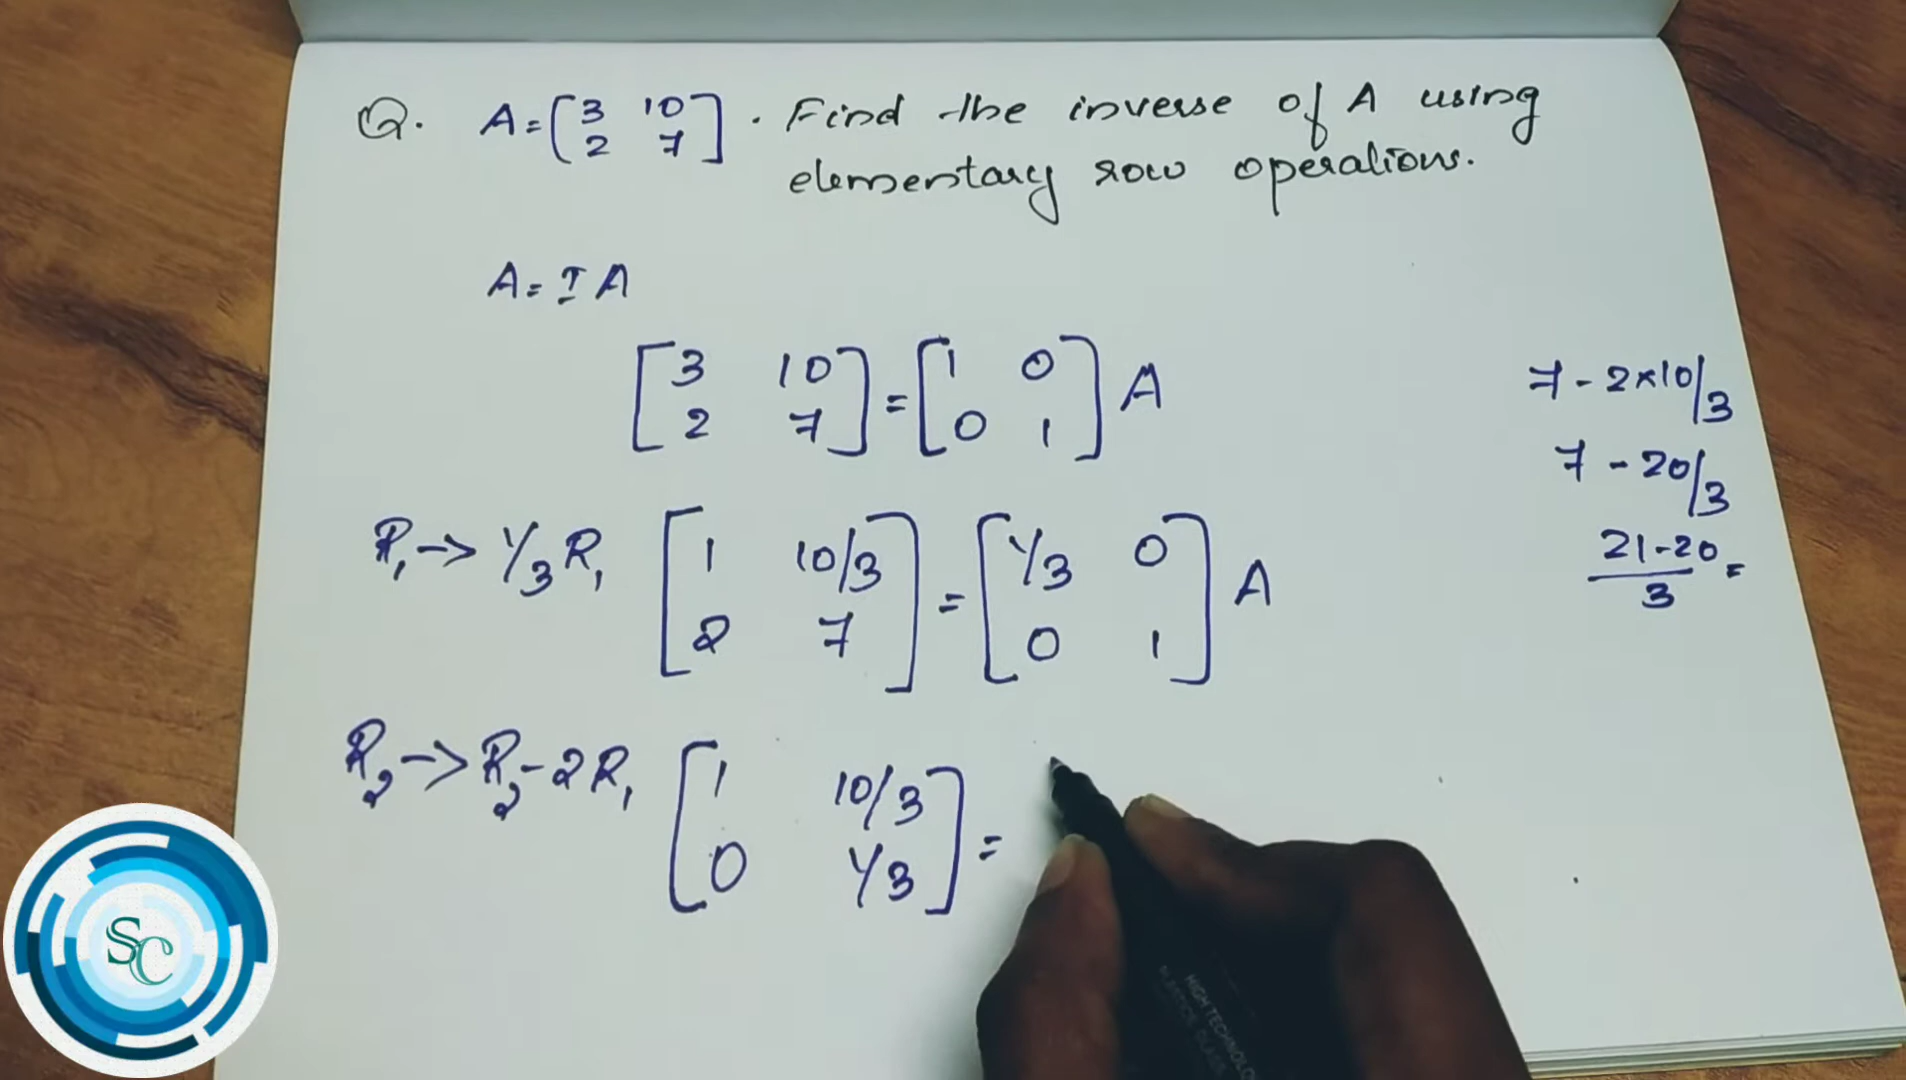 Q. A = [3 10
2 7] . Find the inverse of A using
elementary row operations.
A = I A
[3 10
2 7] = [1 0
0 1] A
7 - 2×10/3
7 - 20/3
21-20/3 =
R₁ -> 1/3 R₁ [1 10/3
2 7] = [1/3 0
0 1] A
R₂ -> R₂ - 2R₁ [1 10/3
0 1/3] =
SC